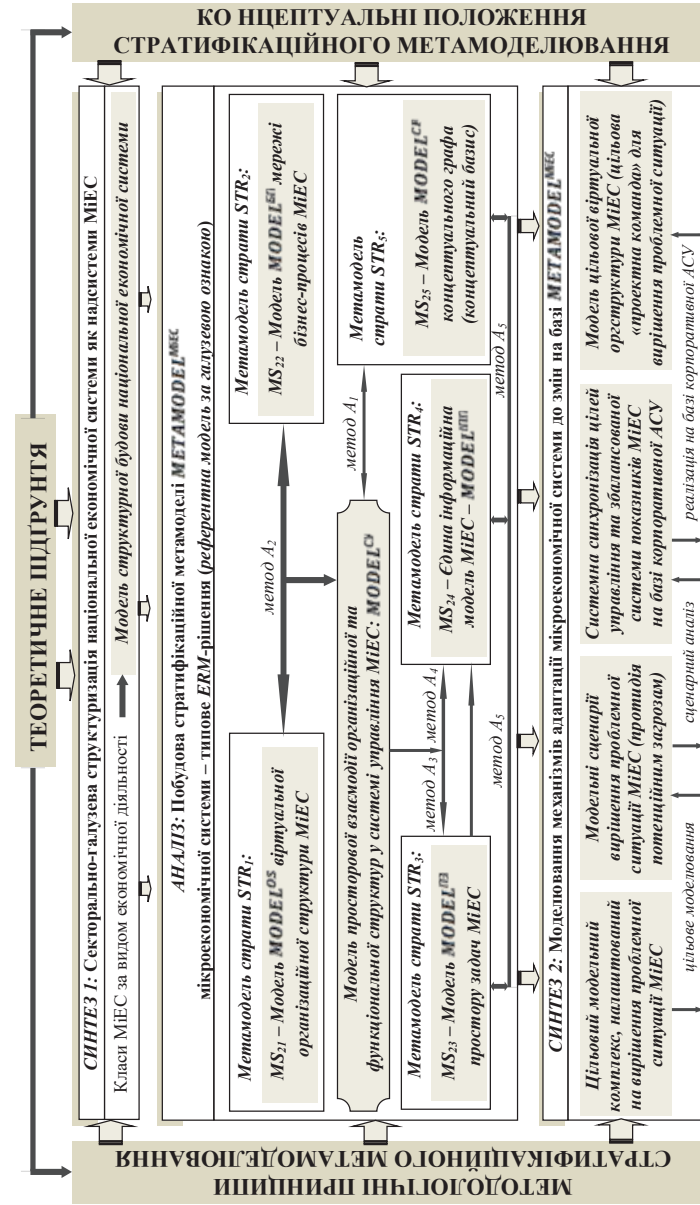 ТЕОРЕТИЧНЕ ПІДҐРУНТЯ
МЕТОДОЛОГІЧНІ ПРИНЦИПИ
СТРАТИФІКАЦІЙНОГО МЕТАМОДЕЛЮВАННЯ
КО НЦЕПТУАЛЬНІ ПОЛОЖЕННЯ
СТРАТИФІКАЦІЙНОГО МЕТАМОДЕЛЮВАННЯ
СИНТЕЗ 1: Секторально-галузева структуризація національної економічної системи як надсистеми МіЕС
Класи МіЕС за видом економічної діяльності
Модель структурної будови національної економічної системи
АНАЛІЗ: Побудова стратифікаційної метамоделі METAMODEL^МіЕС
мікроекономічної системи – типове ERM-рішення (референтна модель за галузевою ознакою)
Метамодель страти STR1:
MS21 – Модель MODEL^OS віртуальної
організаційної структури МіЕС
метод A2
Метамодель страти STR2:
MS22 – Модель MODEL^БП мережі
бізнес-процесів МіЕС
Модель просторової взаємодії організаційної та
функціональної структур у системі управління МіЕС: MODEL^СУ
метод A1
Метамодель
страти STR5:
MS25 – Модель MODEL^CF
концептуального графа
(концептуальний базис)
Метамодель страти STR3:
MS23 – Модель MODEL^ПЗ
простору задач МіЕС
метод A3
метод A4
Метамодель страти STR4:
MS24 – Єдина інформаційна
модель МіЕС – MODEL
метод A5
метод A5
СИНТЕЗ 2: Моделювання механізмів адаптації мікроекономічної системи до змін на базі METAMODEL^МіЕС
Цільовий модельний
комплекс, налаштований
на вирішення проблемної
ситуації МіЕС
Модельні сценарії
вирішення проблемної
ситуації МіЕС (протидія
потенційним загрозам)
Системна синхронізація цілей
управління та збалансованої
системи показників МіЕС
на базі корпоративної АСУ
Модель цільової віртуальної
оргструктури МіЕС (цільова
«проектна команда» для
вирішення проблемної ситуації)
цільове моделювання
сценарний аналіз
реалізація на базі корпоративної АСУ